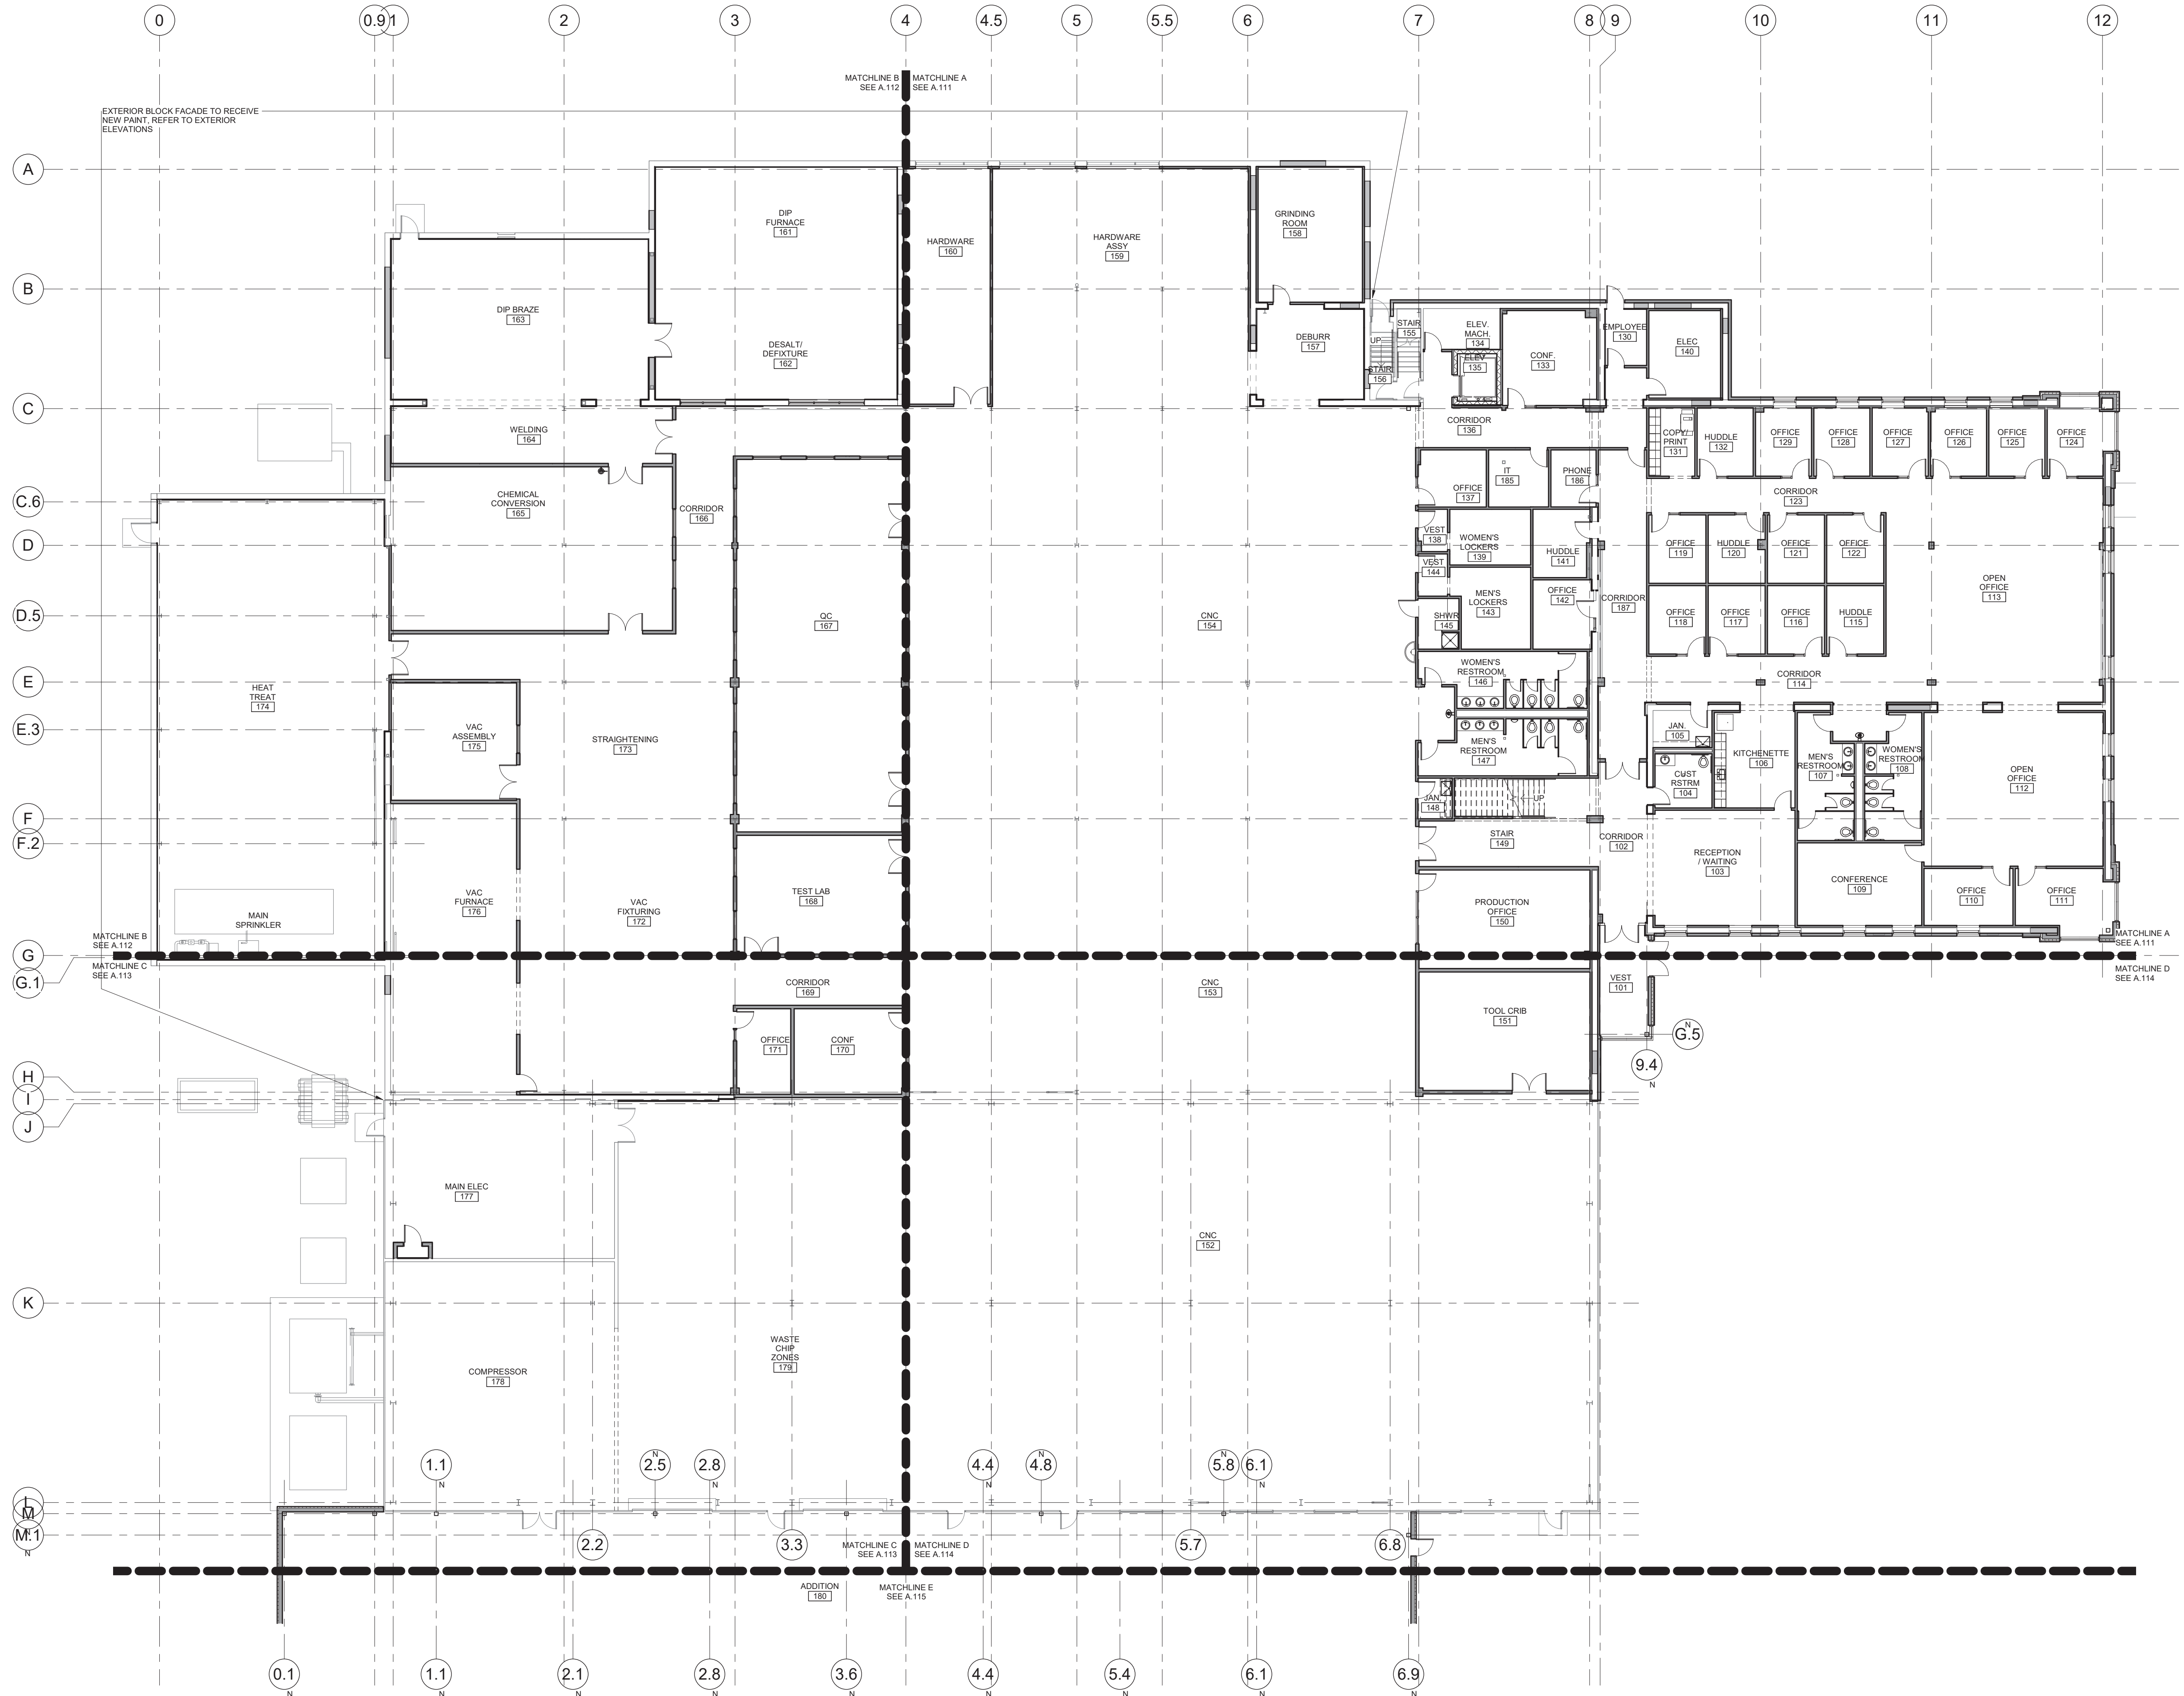 0
0.9
1
2
3
4
4.5
5
5.5
6
7
8
9
10
11
12
MATCHLINE B
SEE A.112
MATCHLINE A
SEE A.111
EXTERIOR BLOCK FACADE TO RECEIVE
NEW PAINT, REFER TO EXTERIOR
ELEVATIONS
A
B
C
C.6
D
D.5
E
E.3
F
F.2
G
G.1
H
I
J
K
L
M
M.1
N
DIP
FURNACE
161
HARDWARE
160
HARDWARE
ASSY
159
GRINDING
ROOM
158
DIP BRAZE
163
DESALT/
DEFIXTURE
162
DEBURR
157
UP
STAIR
156
STAIR
155
ELEV.
MACH.
134
ELEV
135
CONF.
133
EMPLOYEE
130
ELEC
140
WELDING
164
CORRIDOR
136
COPY/
PRINT
131
HUDDLE
132
OFFICE
129
OFFICE
128
OFFICE
127
OFFICE
126
OFFICE
125
OFFICE
124
CHEMICAL
CONVERSION
165
CORRIDOR
166
OFFICE
137
IT
185
PHONE
186
CORRIDOR
123
VEST
138
WOMEN'S
LOCKERS
139
HUDDLE
141
OFFICE
119
HUDDLE
120
OFFICE
121
OFFICE
122
VEST
144
MEN'S
LOCKERS
143
OFFICE
142
CORRIDOR
187
OPEN
OFFICE
113
QC
167
CNC
154
SHWR
145
OFFICE
118
OFFICE
117
OFFICE
116
HUDDLE
115
HEAT
TREAT
174
WOMEN'S
RESTROOM
146
CORRIDOR
114
VAC
ASSEMBLY
175
STRAIGHTENING
173
MEN'S
RESTROOM
147
JAN.
105
KITCHENETTE
106
MEN'S
RESTROOM
107
WOMEN'S
RESTROOM
108
CUST
RSTRM
104
OPEN
OFFICE
112
JAN.
148
UP
STAIR
149
CORRIDOR
102
RECEPTION
/ WAITING
103
CONFERENCE
109
OFFICE
110
OFFICE
111
MAIN
SPRINKLER
VAC
FURNACE
176
VAC
FIXTURING
172
TEST LAB
168
PRODUCTION
OFFICE
150
MATCHLINE B
SEE A.112
MATCHLINE C
SEE A.113
MATCHLINE A
SEE A.111
MATCHLINE D
SEE A.114
CORRIDOR
169
CNC
153
VEST
101
TOOL CRIB
151
OFFICE
171
CONF
170
N
G.5
9.4
N
MAIN ELEC
177
CNC
152
COMPRESSOR
178
WASTE
CHIP
ZONES
179
1.1
N
N
2.5
2.8
N
4.4
N
N
4.8
N
5.8
6.1
N
2.2
3.3
5.7
6.8
MATCHLINE C
SEE A.113
MATCHLINE D
SEE A.114
ADDITION
180
MATCHLINE E
SEE A.115
0.1
N
1.1
N
2.1
N
2.8
N
3.6
N
4.4
N
5.4
N
6.1
N
6.9
N